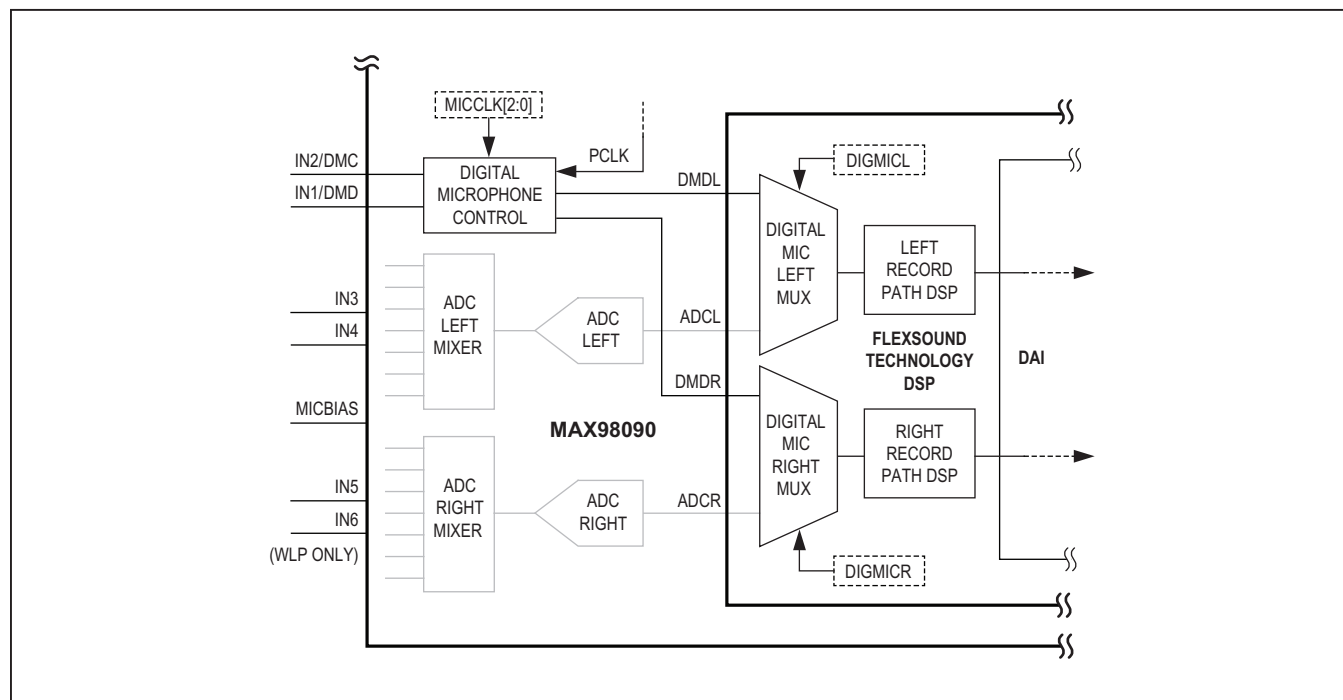 MICCLK[2:0]
IN2/DMC
IN1/DMD
DIGITAL
MICROPHONE
CONTROL
PCLK
DMDL
DIGMICL
DIGITAL
MIC
LEFT
MUX
LEFT
RECORD
PATH DSP
IN3
IN4
ADC
LEFT
MIXER
ADC
LEFT
ADCL
FLEXSOUND
TECHNOLOGY
DSP
DAI
DMDR
MICBIAS
MAX98090
DIGITAL
MIC
RIGHT
MUX
RIGHT
RECORD
PATH DSP
IN5
IN6
(WLP ONLY)
ADC
RIGHT
MIXER
ADC
RIGHT
ADCR
DIGMICR